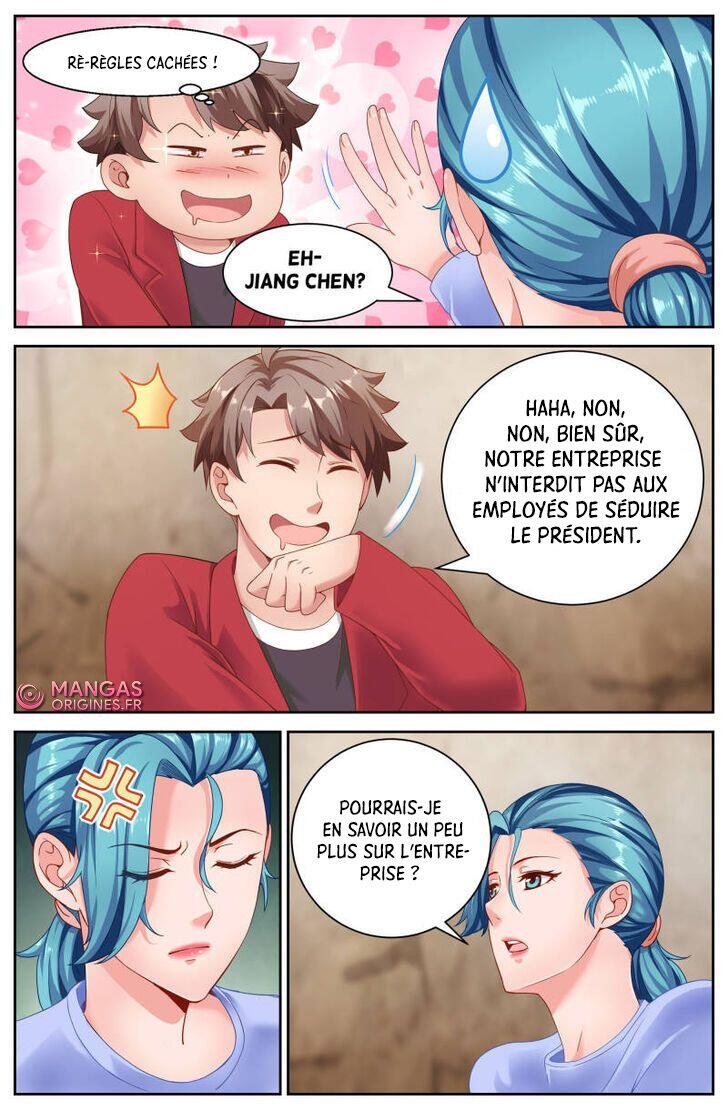 RÈ-RÈGLES CACHÉES !
EH-
JIANG CHEN?
HAHA, NON,
NON, BIEN SÛR,
NOTRE ENTREPRISE
N'INTERDIT PAS AUX
EMPLOYÉS DE SÉDUIRE
LE PRÉSIDENT.
MANGAS
ORIGINES.FR
POURRAIS-JE
EN SAVOIR UN PEU
PLUS SUR L'ENTRE-
PRISE ?